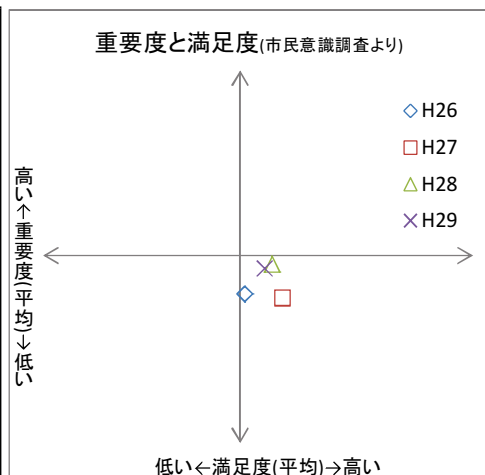 重要度と満足度(市民意識調査より)
H26
H27
H28
H29
高い←重要度(平均)→低い
低い←満足度(平均)→高い